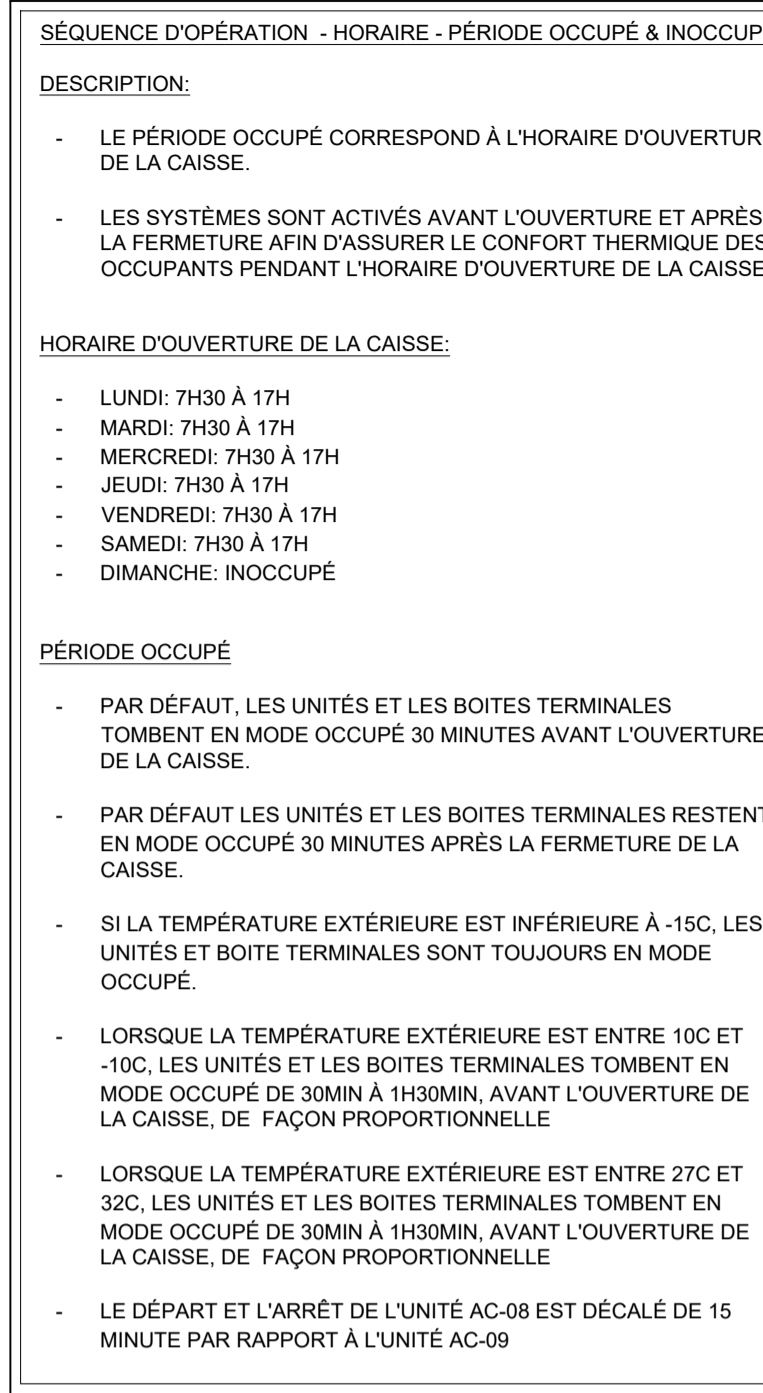 SÉQUENCE D'OPÉRATION - HORAIRE - PÉRIODE OCCUPÉ & INOCCUP
DESCRIPTION:
- LE PÉRIODE OCCUPÉ CORRESPOND À L'HORAIRE D'OUVERTUR
DE LA CAISSE.
- LES SYSTÈMES SONT ACTIVÉS AVANT L'OUVERTURE ET APRÈS
LA FERMETURE AFIN D'ASSURER LE CONFORT THERMIQUE DES
OCCUPANTS PENDANT L'HORAIRE D'OUVERTURE DE LA CAISSE
HORAIRE D'OUVERTURE DE LA CAISSE:
- LUNDI: 7H30 À 17H
- MARDI: 7H30 À 17H
- MERCREDI: 7H30 À 17H
- JEUDI: 7H30 À 17H
- VENDREDI: 7H30 À 17H
- SAMEDI: 7H30 À 17H
- DIMANCHE: INOCCUPÉ
PÉRIODE OCCUPÉ
- PAR DÉFAUT, LES UNITÉS ET LES BOITES TERMINALES
TOMBENT EN MODE OCCUPÉ 30 MINUTES AVANT L'OUVERTURE
DE LA CAISSE.
- PAR DÉFAUT LES UNITÉS ET LES BOITES TERMINALES RESTENT
EN MODE OCCUPÉ 30 MINUTES APRÈS LA FERMETURE DE LA
CAISSE.
- SI LA TEMPÉRATURE EXTÉRIEURE EST INFÉRIEURE À -15C, LES
UNITÉS ET BOITE TERMINALES SONT TOUJOURS EN MODE
OCCUPÉ.
- LORSQUE LA TEMPÉRATURE EXTÉRIEURE EST ENTRE 10C ET
-10C, LES UNITÉS ET LES BOITES TERMINALES TOMBENT EN
MODE OCCUPÉ DE 30MIN À 1H30MIN, AVANT L'OUVERTURE DE
LA CAISSE, DE FAÇON PROPORTIONNELLE
- LORSQUE LA TEMPÉRATURE EXTÉRIEURE EST ENTRE 27C ET
32C, LES UNITÉS ET LES BOITES TERMINALES TOMBENT EN
MODE OCCUPÉ DE 30MIN À 1H30MIN, AVANT L'OUVERTURE DE
LA CAISSE, DE FAÇON PROPORTIONNELLE
- LE DÉPART ET L'ARRÊT DE L'UNITÉ AC-08 EST DÉCALÉ DE 15
MINUTE PAR RAPPORT À L'UNITÉ AC-09